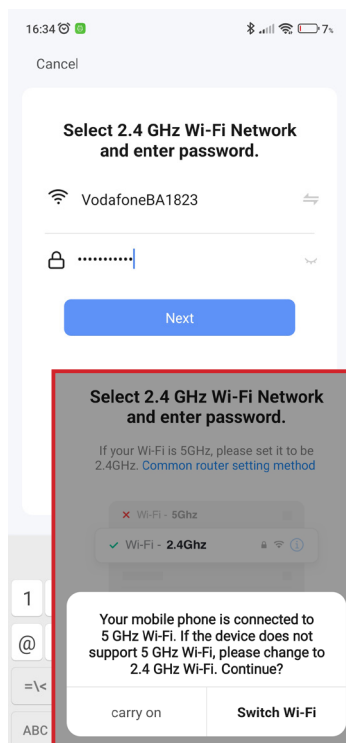 16:34 7%
Cancel
Select 2.4 GHz Wi-Fi Network
and enter password.
VodafoneBA1823
•••••••••••
Next
Select 2.4 GHz Wi-Fi Network
and enter password.
If your Wi-Fi is 5GHz, please set it to be
2.4GHz. Common router setting method
Wi-Fi - 5Ghz
Wi-Fi - 2.4Ghz
Your mobile phone is connected to
5 GHz Wi-Fi. If the device does not
support 5 GHz Wi-Fi, please change to
2.4 GHz Wi-Fi. Continue?
carry on Switch Wi-Fi
1
@
=\<
ABC